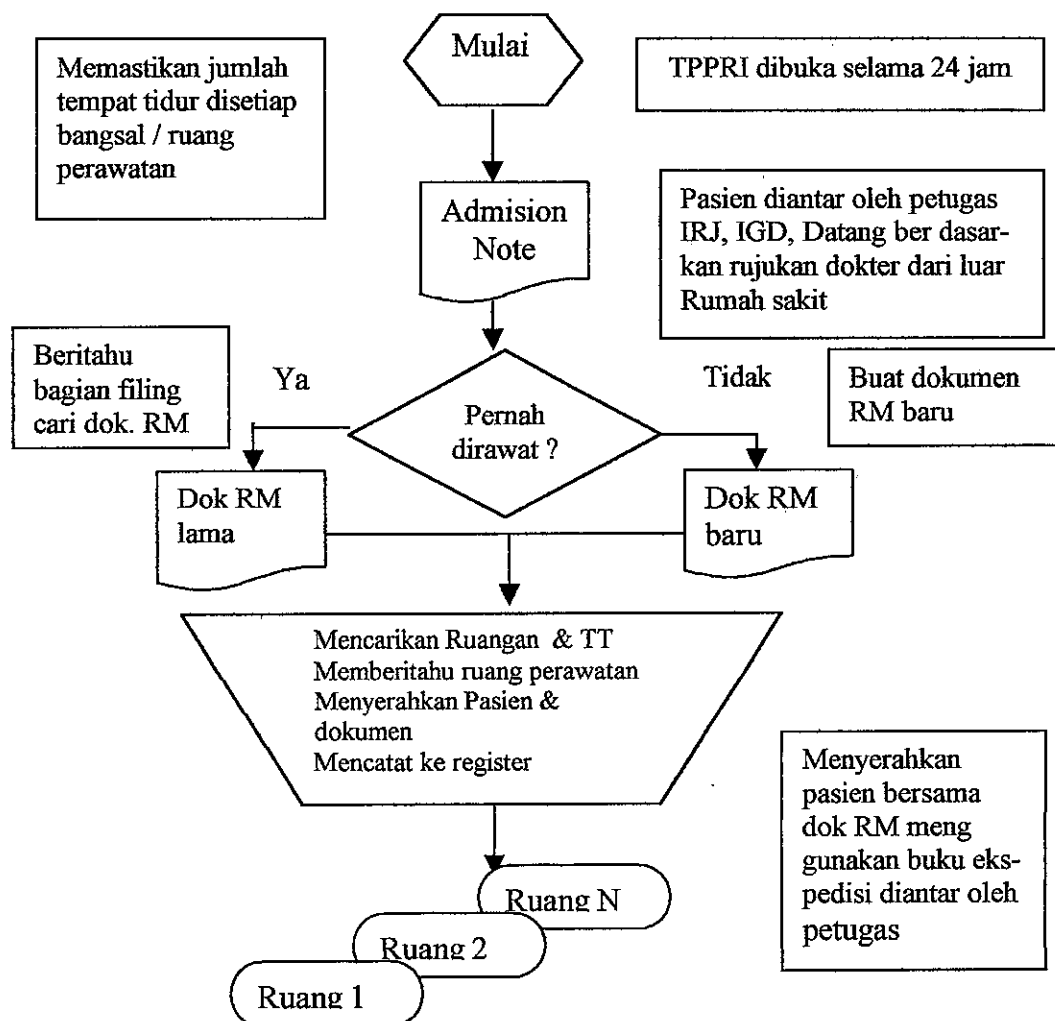 Mulai
Memastikan jumlah
tempat tidur disetiap
bangsal / ruang
perawatan
TPPRI dibuka selama 24 jam
Admision
Note
Pasien diantar oleh petugas
IRJ, IGD, Datang ber dasar-
kan rujukan dokter dari luar
Rumah sakit
Beritahu
bagian filing
cari dok. RM
Ya
Pernah
dirawat ?
Tidak
Buat dokumen
RM baru
Dok RM
lama
Dok RM
baru
Mencarikan Ruangan & TT
Memberitahu ruang perawatan
Menyerahkan Pasien &
dokumen
Mencatat ke register
Menyerahkan
pasien bersama
dok RM meng
gunakan buku eks-
pedisi diantar oleh
petugas
Ruang N
Ruang 2
Ruang 1